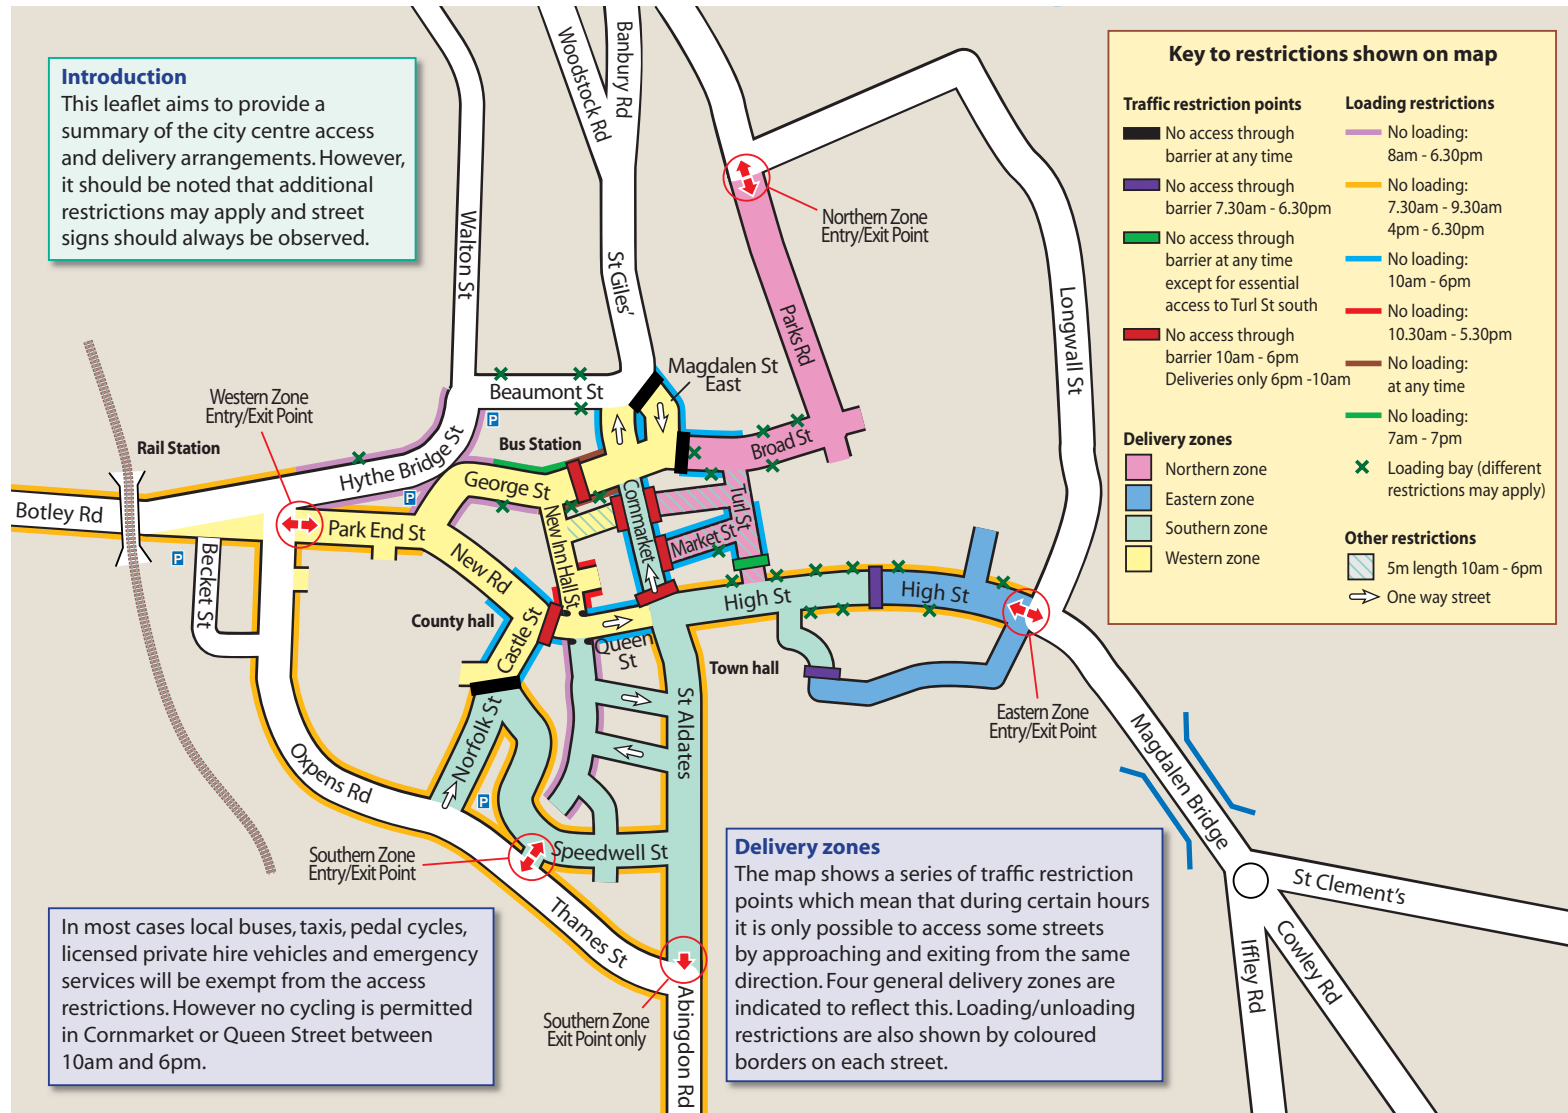 Introduction
This leaflet aims to provide a
summary of the city centre access
and delivery arrangements. However,
it should be noted that additional
restrictions may apply and street
signs should always be observed.
Woodstock Rd
Banbury Rd
Walton St
St Giles'
Northern Zone
Entry/Exit Point
Parks Rd
Longwall St
Key to restrictions shown on map
Traffic restriction points
No access through
barrier at any time
No access through
barrier 7.30am - 6.30pm
No access through
barrier at any time
except for essential
access to Turl St south
No access through
barrier 10am - 6pm
Deliveries only 6pm -10am
Delivery zones
Northern zone
Eastern zone
Southern zone
Western zone
Loading restrictions
No loading:
8am - 6.30pm
No loading:
7.30am - 9.30am
4pm - 6.30pm
No loading:
10am - 6pm
No loading:
10.30am - 5.30pm
No loading:
at any time
No loading:
7am - 7pm
Loading bay (different
restrictions may apply)
Other restrictions
5m length 10am - 6pm
One way street
Magdalen St
East
Beaumont St
Western Zone
Entry/Exit Point
P
Bus Station
Rail Station
Broad St
Hythe Bridge St
P
George St
Botley Rd
Park End St
Cornmarket
Turl St
New Inn Hall St
Market St
P
Becket St
New Rd
High St
High St
County hall
Castle St
Queen
St
Town hall
St Aldates
Eastern Zone
Entry/Exit Point
Norfolk St
Oxpens Rd
Magdalen Bridge
P
Southern Zone
Entry/Exit Point
Speedwell St
Thames St
St Clement's
Cowley Rd
Iffley Rd
Southern Zone
Exit Point only
Abingdon Rd
In most cases local buses, taxis, pedal cycles,
licensed private hire vehicles and emergency
services will be exempt from the access
restrictions. However no cycling is permitted
in Cornmarket or Queen Street between
10am and 6pm.
Delivery zones
The map shows a series of traffic restriction
points which mean that during certain hours
it is only possible to access some streets
by approaching and exiting from the same
direction. Four general delivery zones are
indicated to reflect this. Loading/unloading
restrictions are also shown by coloured
borders on each street.